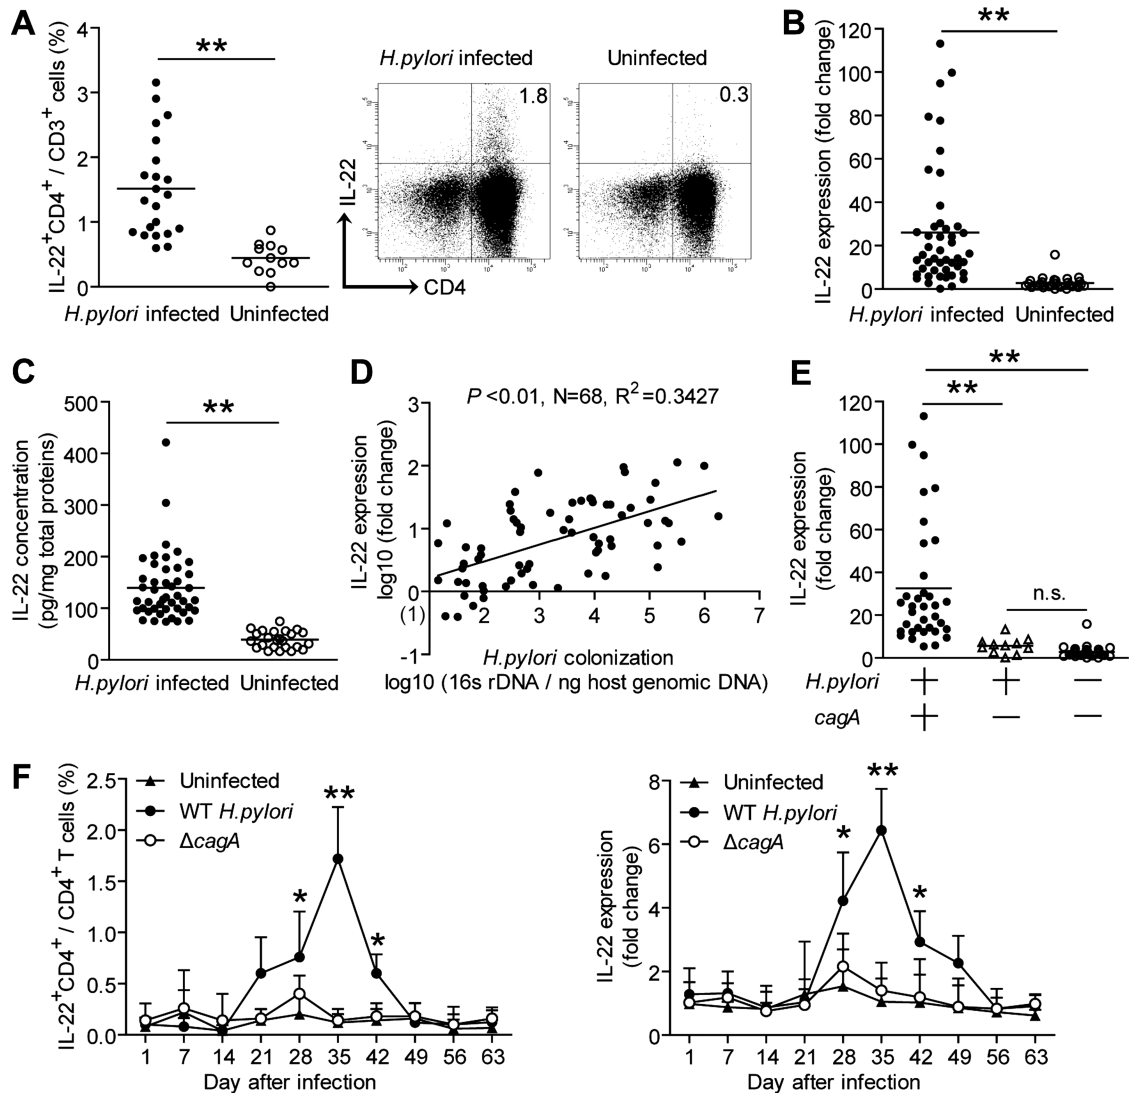 A
IL-22+CD4+ / CD3+ cells (%)
4
3
2
1
0
**
H.pylori infected Uninfected
H.pylori infected
Uninfected
1.8
0.3
IL-22
CD4
10² 10³ 10⁴ 10⁵
10² 10³ 10⁴ 10⁵
B
IL-22 expression (fold change)
120
100
80
60
40
20
0
**
H.pylori infected Uninfected
C
IL-22 concentration
(pg/mg total proteins)
500
400
300
200
100
0
**
H.pylori infected Uninfected
D
P <0.01, N=68, R²=0.3427
IL-22 expression
log10 (fold change)
3
2
1
0
-1
(1) 2 3 4 5 6 7
H.pylori colonization
log10 (16s rDNA / ng host genomic DNA)
E
IL-22 expression
(fold change)
120
100
80
60
40
20
0
**
**
n.s.
H.pylori + + —
cagA + — —
F
IL-22+CD4+ / CD4+ T cells (%)
2.5
2.0
1.5
1.0
0.5
0.0
Uninfected
WT H.pylori
ΔcagA
*
**
*
1 7 14 21 28 35 42 49 56 63
Day after infection
IL-22 expression
(fold change)
8
6
4
2
0
Uninfected
WT H.pylori
ΔcagA
*
**
*
1 7 14 21 28 35 42 49 56 63
Day after infection